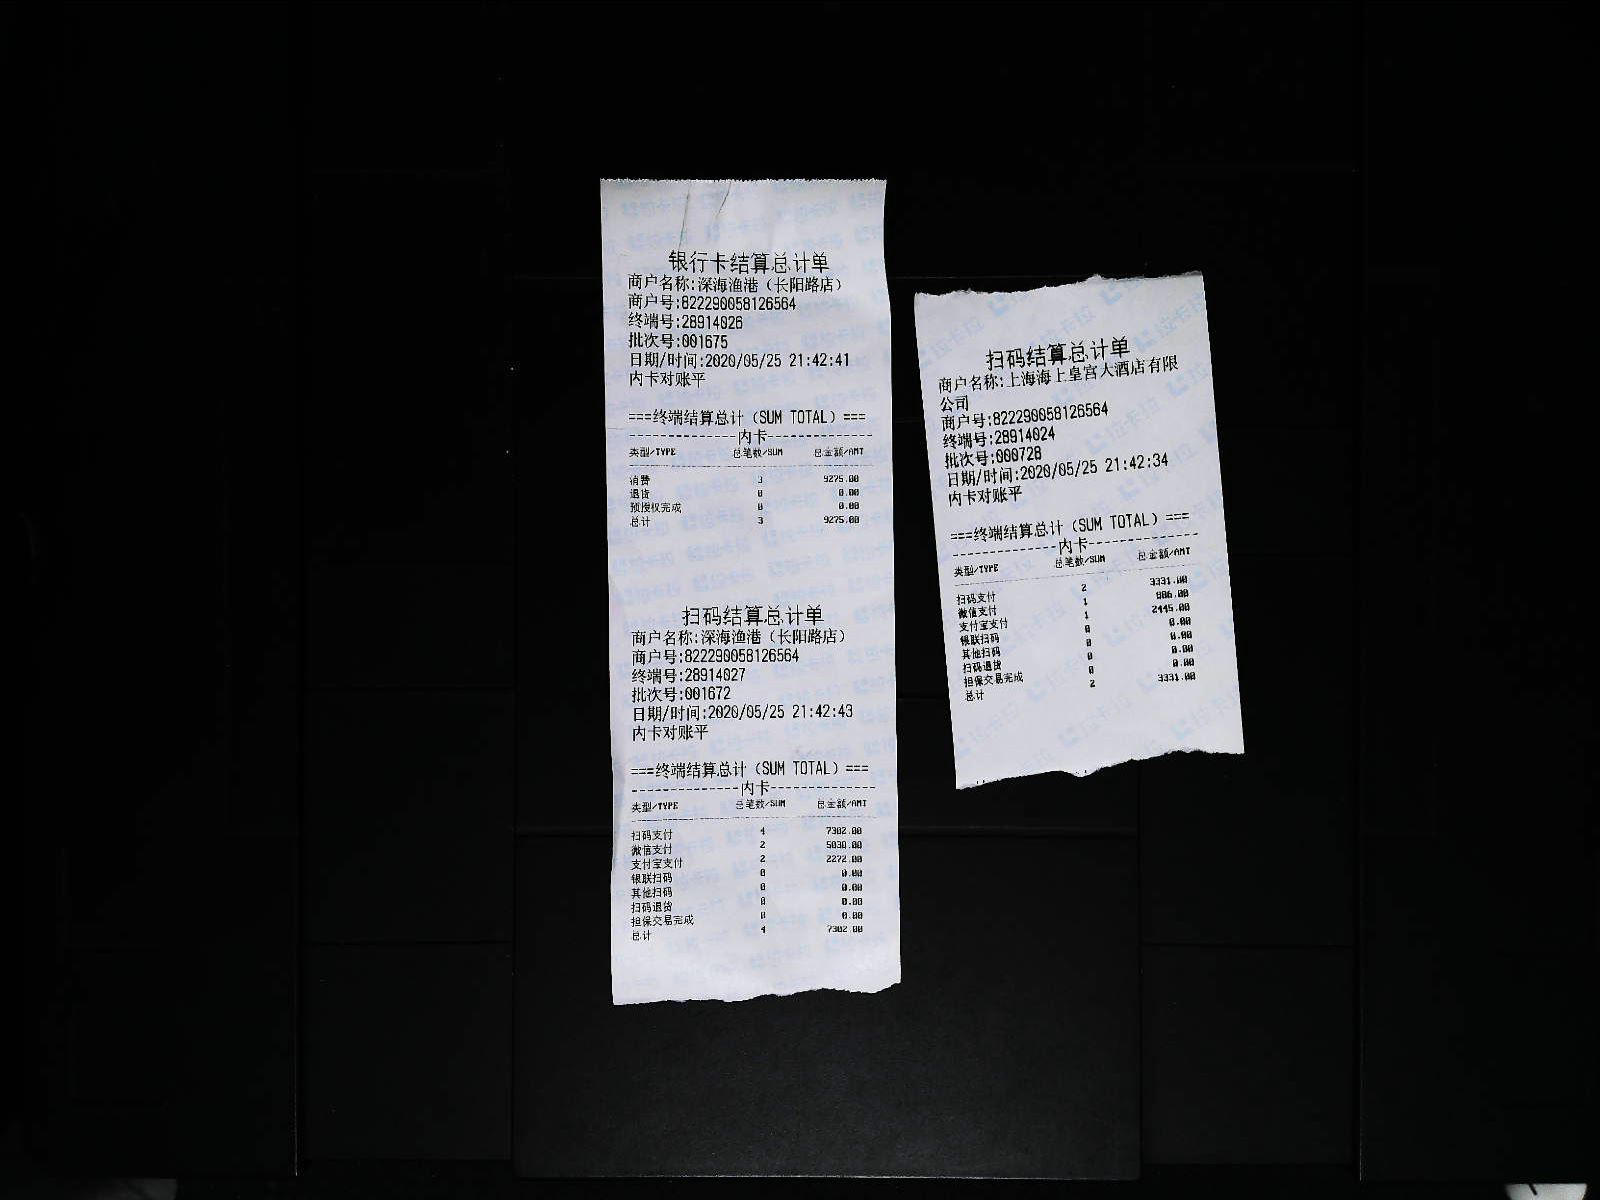 银行卡结算总计单
商户名称:深海渔港（长阳路店）
商户号:822290058126564
终端号:28914026
批次号:001675
日期/时间:2020/05/25 21:42:41
内卡对账平
===终端结算总计（SUM TOTAL）===
---------------内卡---------------
类型/TYPE 总笔数/SUM 总金额/AMT
消费 3 9275.00
退货 0 0.00
预授权完成 0 0.00
总计 3 9275.00
扫码结算总计单
商户名称:深海渔港（长阳路店）
商户号:822290058126564
终端号:28914027
批次号:001672
日期/时间:2020/05/25 21:42:43
内卡对账平
===终端结算总计（SUM TOTAL）===
---------------内卡---------------
类型/TYPE 总笔数/SUM 总金额/AMT
扫码支付 4 7302.00
微信支付 2 5030.00
支付宝支付 2 2272.00
银联扫码 0 0.00
其他扫码 0 0.00
扫码退货 0 0.00
担保交易完成 0 0.00
总计 4 7302.00
扫码结算总计单
商户名称:上海海上皇宫大酒店有限
公司
商户号:822290058126564
终端号:28914024
批次号:000728
日期/时间:2020/05/25 21:42:34
内卡对账平
===终端结算总计（SUM TOTAL）===
---------------内卡---------------
类型/TYPE 总笔数/SUM 总金额/AMT
扫码支付 2 3331.00
微信支付 1 886.00
支付宝支付 1 2445.00
银联扫码 0 0.00
其他扫码 0 0.00
扫码退货 0 0.00
担保交易完成 0 0.00
总计 2 3331.00